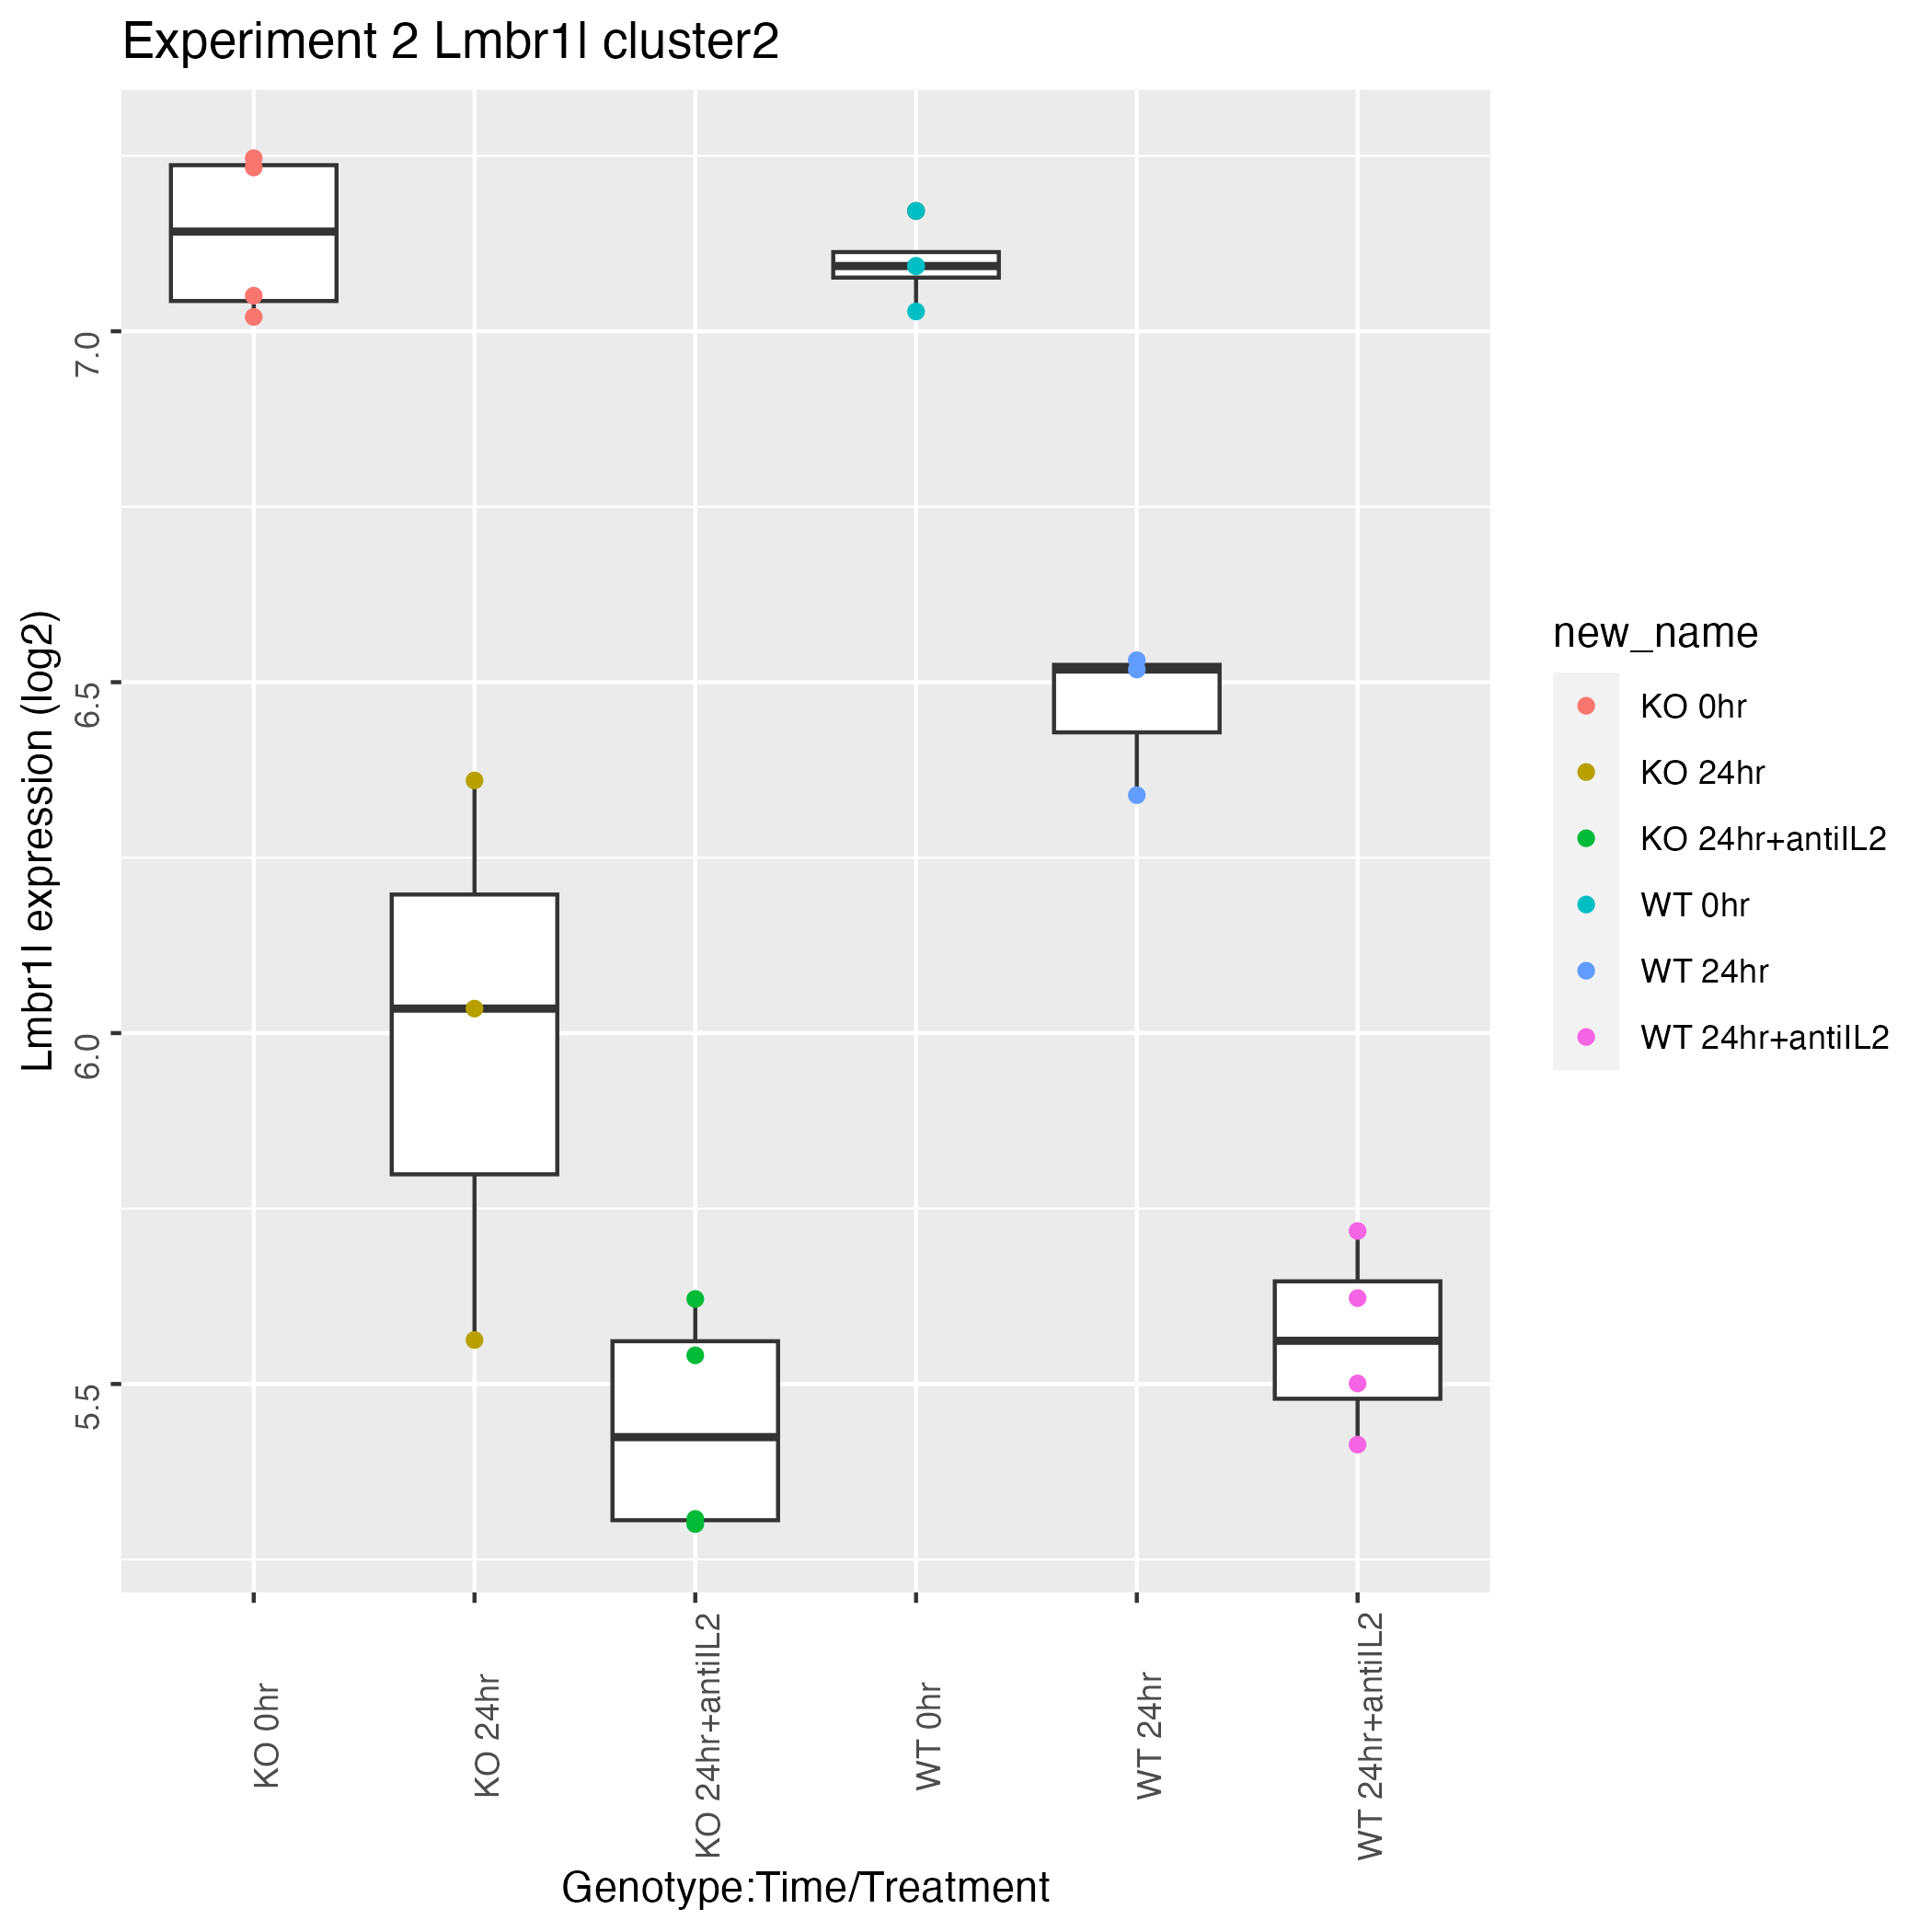 Experiment 2 Lmbr1l cluster2
Lmbr1l expression (log2)
7.0
6.5
6.0
5.5
KO 0hr
KO 24hr
KO 24hr+antiIL2
WT 0hr
WT 24hr
WT 24hr+antiIL2
Genotype:Time/Treatment
new_name
KO 0hr
KO 24hr
KO 24hr+antiIL2
WT 0hr
WT 24hr
WT 24hr+antiIL2